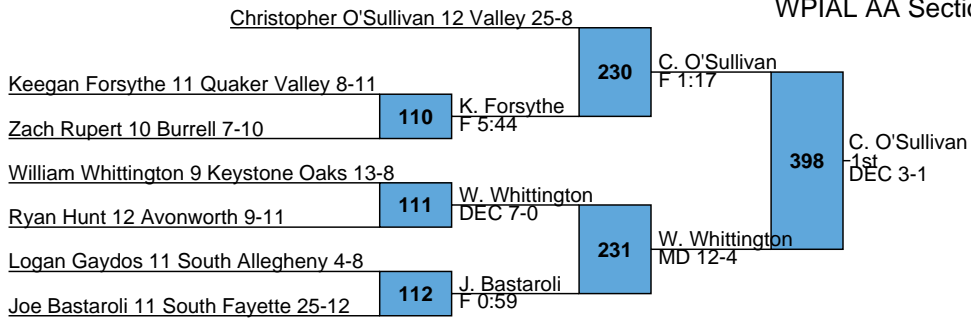 WPIAL AA Sectio
Christopher O'Sullivan 12 Valley 25-8
230
C. O'Sullivan
F 1:17
Keegan Forsythe 11 Quaker Valley 8-11
110
K. Forsythe
F 5:44
Zach Rupert 10 Burrell 7-10
398
C. O'Sullivan
1st
DEC 3-1
William Whittington 9 Keystone Oaks 13-8
111
W. Whittington
DEC 7-0
Ryan Hunt 12 Avonworth 9-11
231
W. Whittington
MD 12-4
Logan Gaydos 11 South Allegheny 4-8
112
J. Bastaroli
F 0:59
Joe Bastaroli 11 South Fayette 25-12